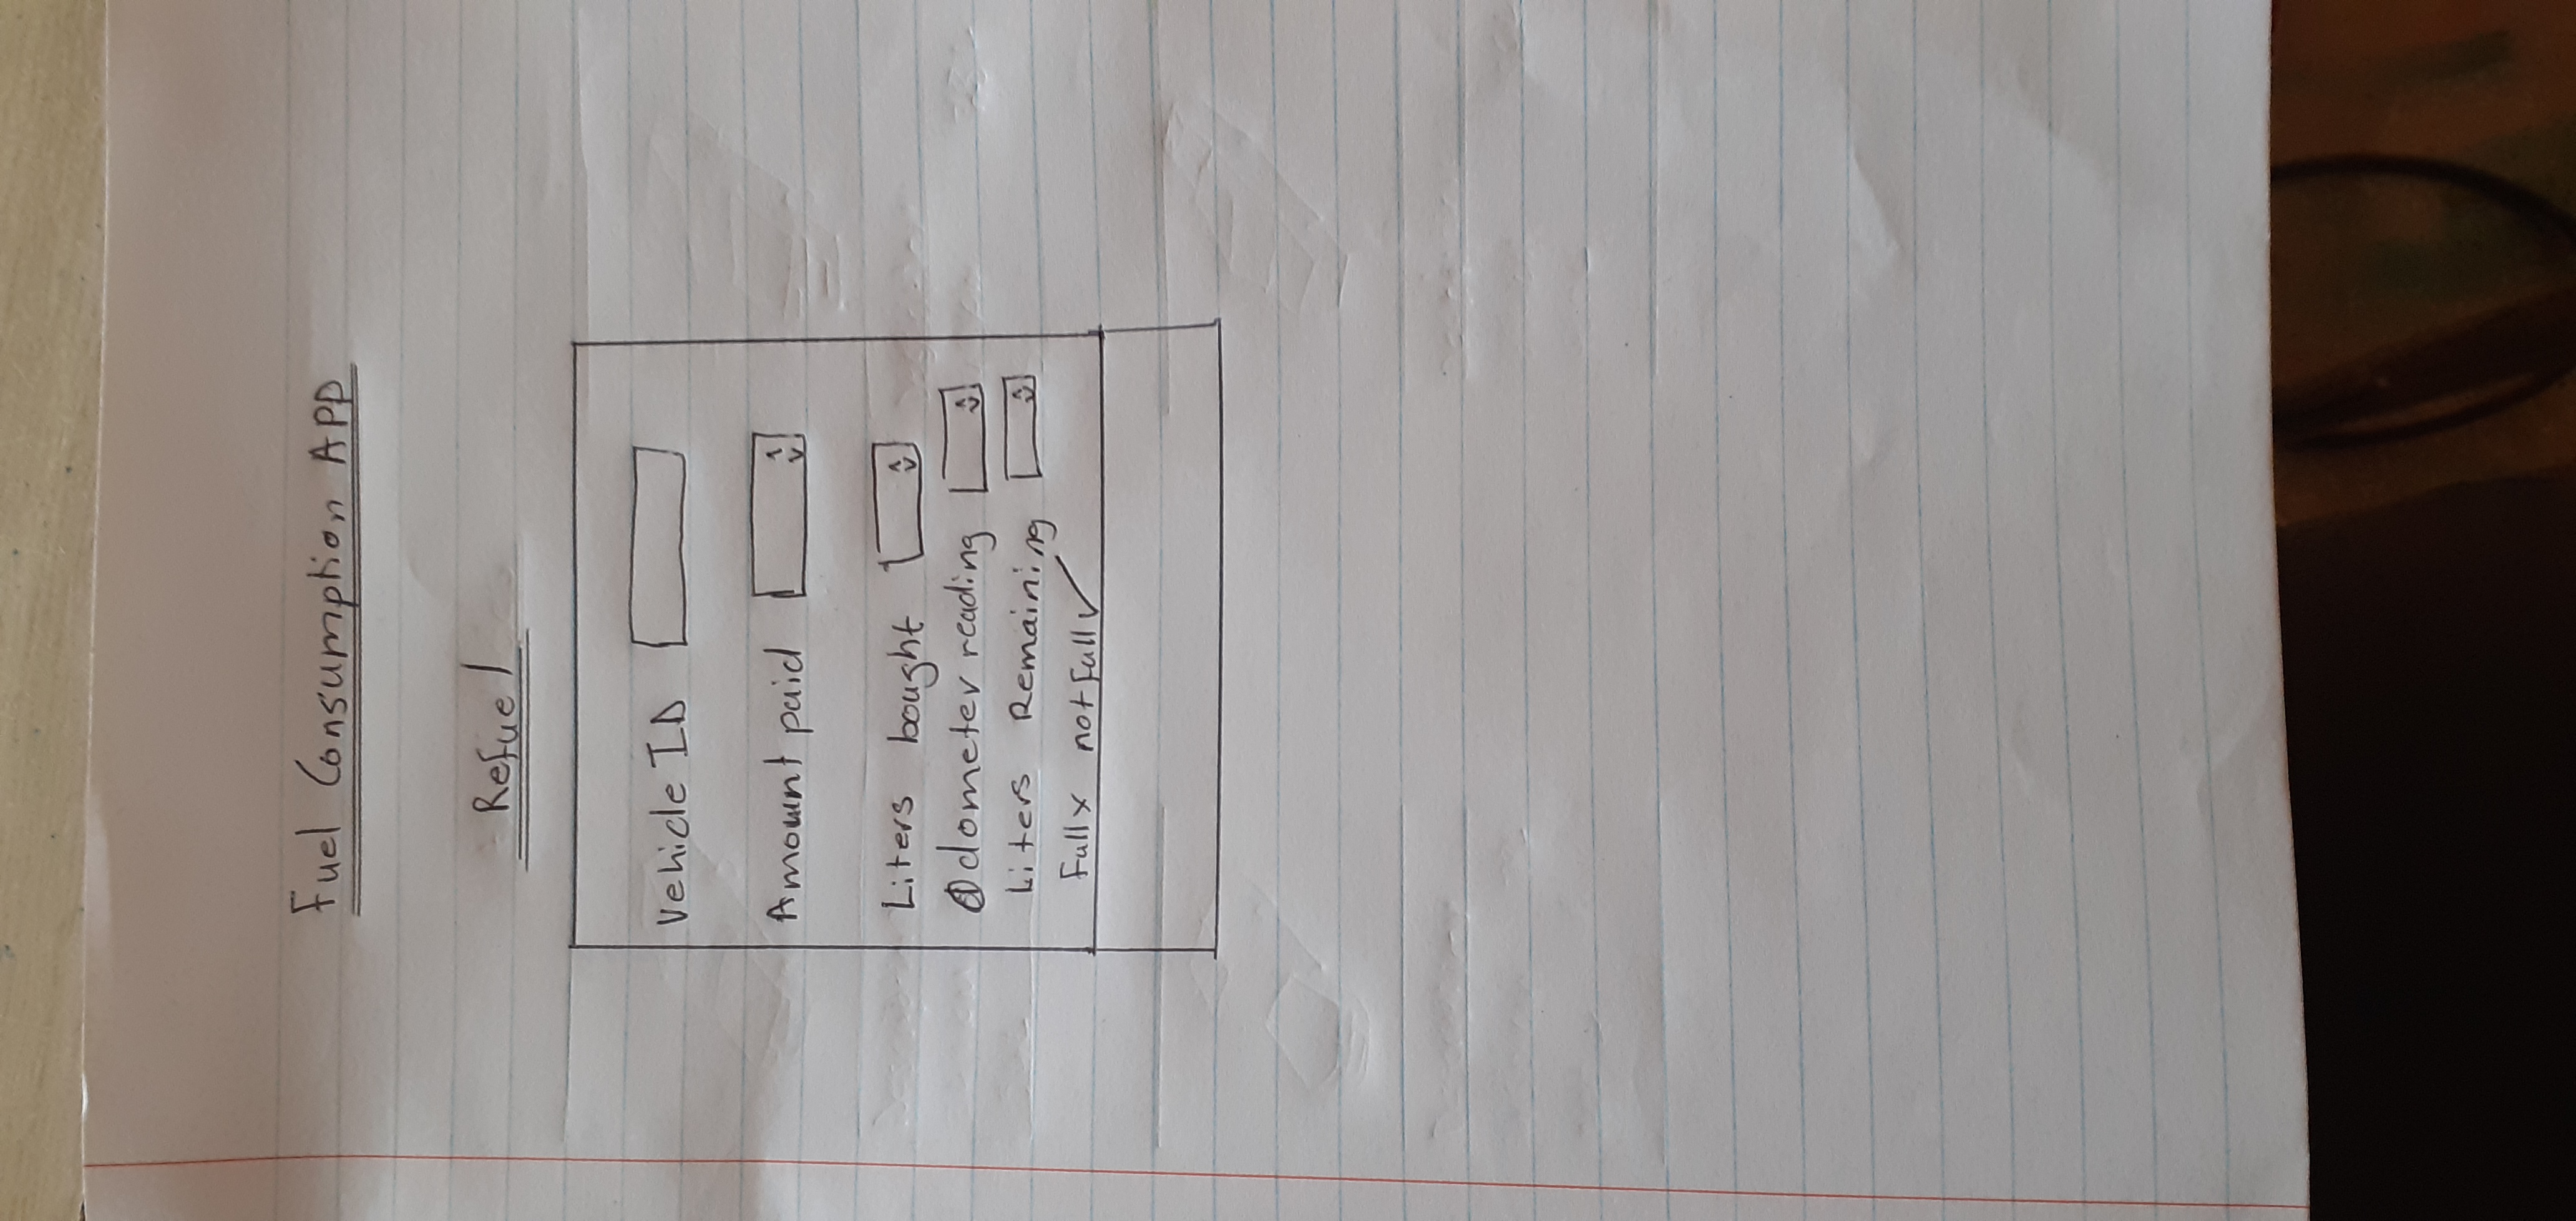 Fuel Consumption APP
Refuel
Vehicle ID
Amount paid
Liters bought
Odometer reading
Liters Remaining
Full x not full ✓